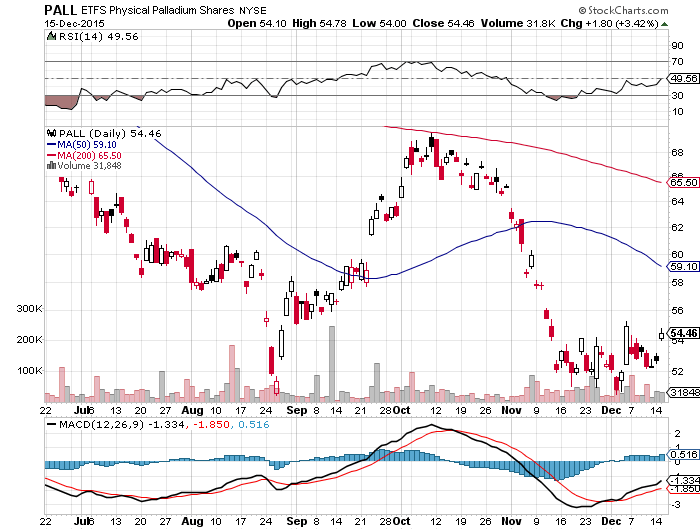 PALL ETFS Physical Palladium Shares NYSE © StockCharts.com
15-Dec-2015 Open 54.10 High 54.78 Low 54.00 Close 54.46 Volume 31.8K Chg +1.80 (+3.42%)
RSI(14) 49.56
90
70
49.56
30
10
PALL (Daily) 54.46
MA(50) 59.10
MA(200) 65.50
Volume 31,848
68
66
65.50
64
62
60
59.10
58
56
54.46
54
52
31848
300K
200K
100K
22 Jul 6 13 20 27 Aug 10 17 24 Sep 8 14 21 28 Oct 12 19 26 Nov 9 16 23 Dec 7 14
MACD(12,26,9) -1.334, -1.850, 0.516
2
1
0.516
0
-1.334
-1.850
-3
22 Jul 6 13 20 27 Aug 10 17 24 Sep 8 14 21 28 Oct 12 19 26 Nov 9 16 23 Dec 7 14